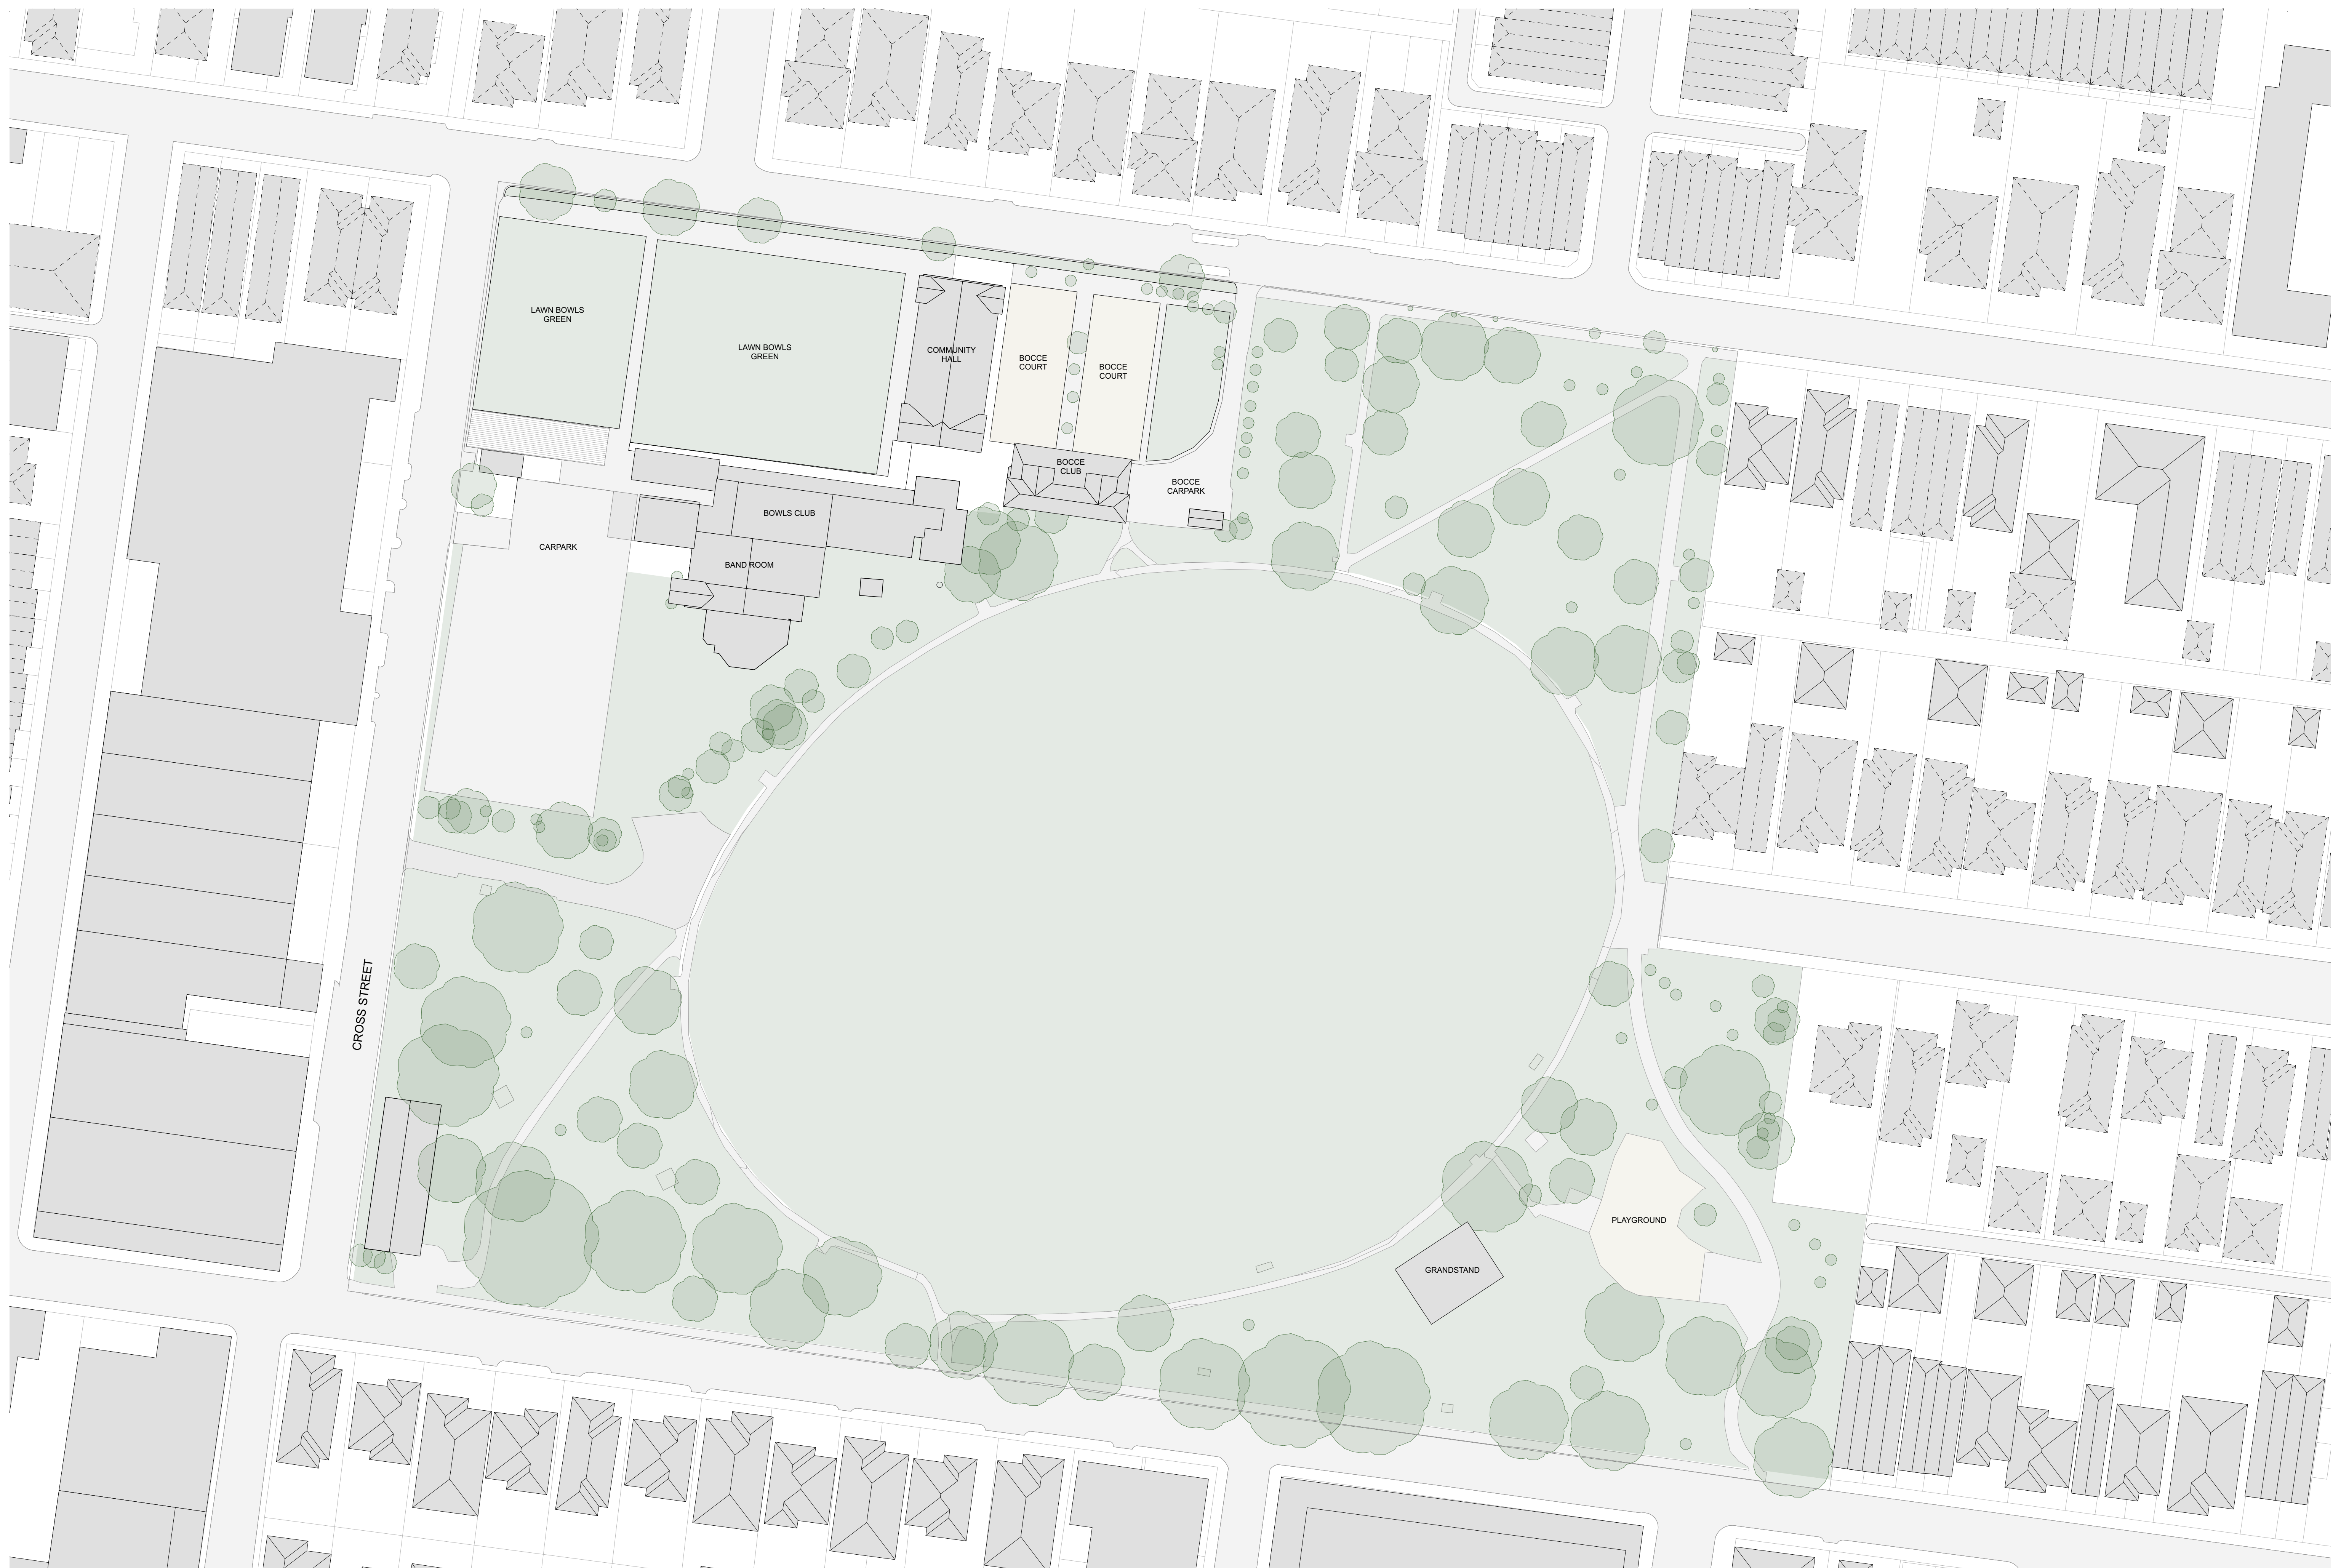 LAWN BOWLS
GREEN
LAWN BOWLS
GREEN
COMMUNITY
HALL
BOCCE
COURT
BOCCE
COURT
BOCCE
CLUB
BOCCE
CARPARK
BOWLS CLUB
CARPARK
BAND ROOM
CROSS STREET
PLAYGROUND
GRANDSTAND